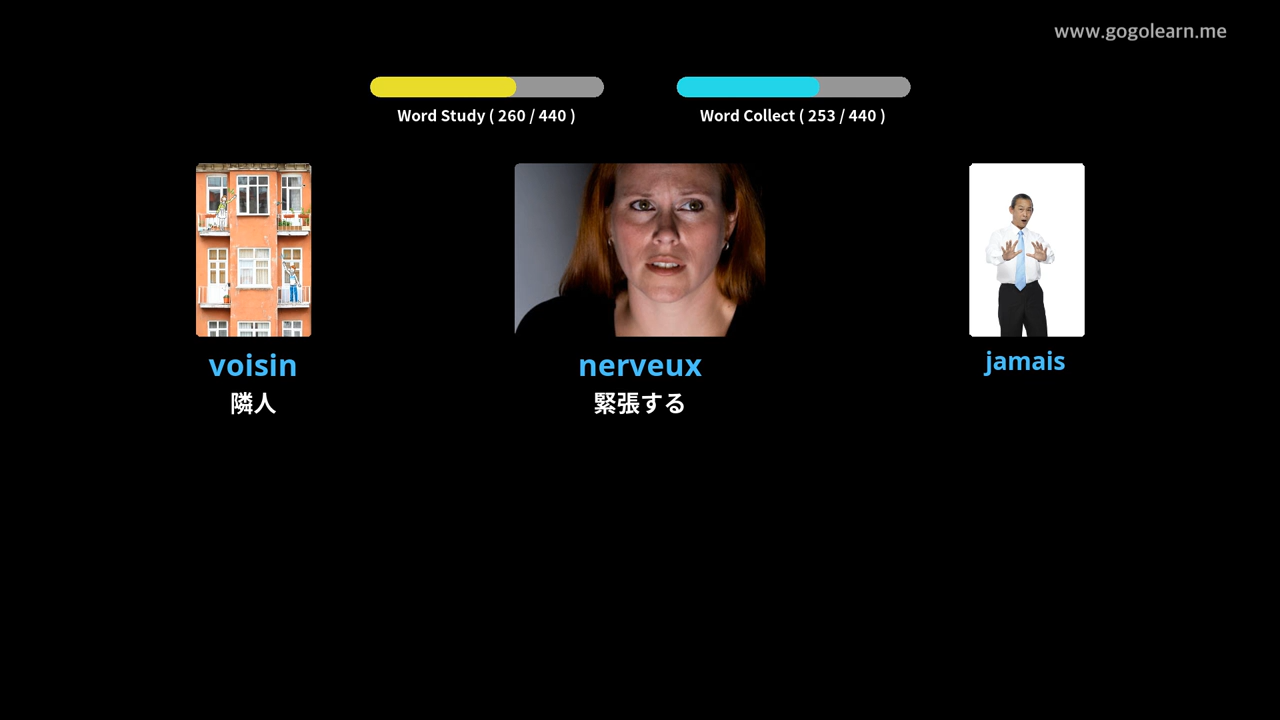 www.gogolearn.me
Word Study ( 260 / 440 )
Word Collect ( 253 / 440 )
voisin
隣人
nerveux
緊張する
jamais